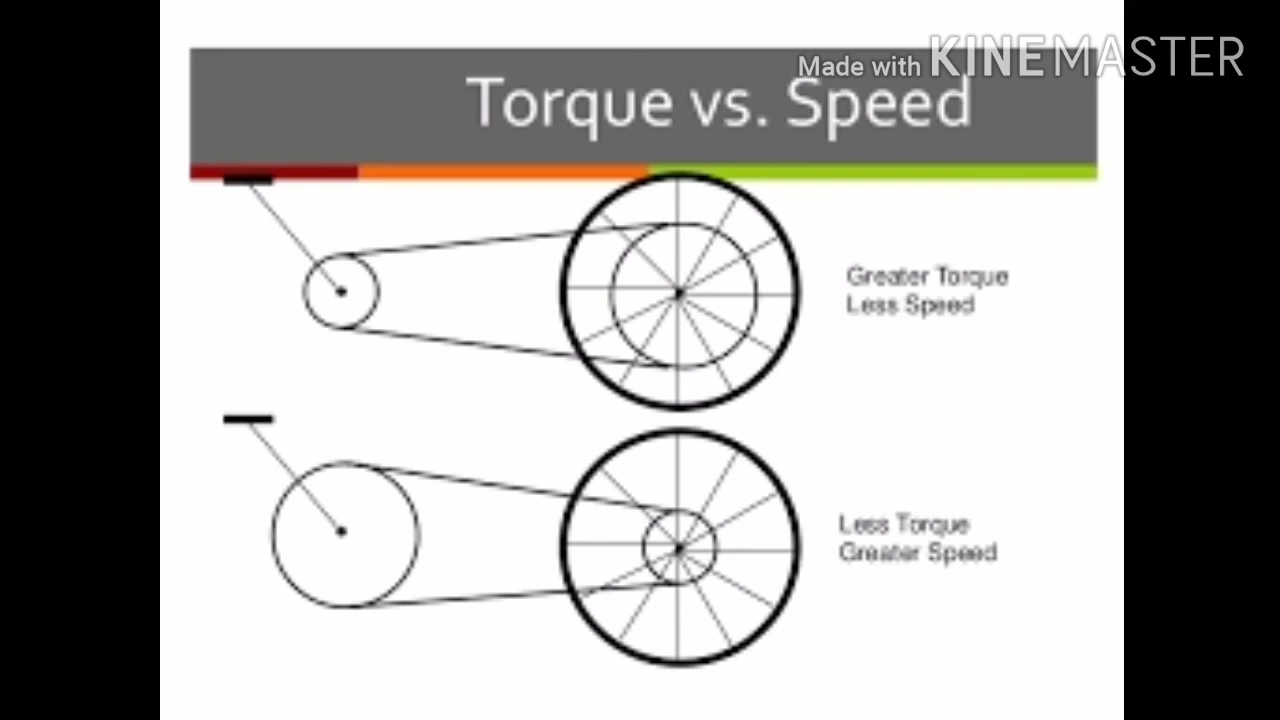 Made with KINEMASTER
Torque vs. Speed
Greater Torque
Less Speed
Less Torque
Greater Speed